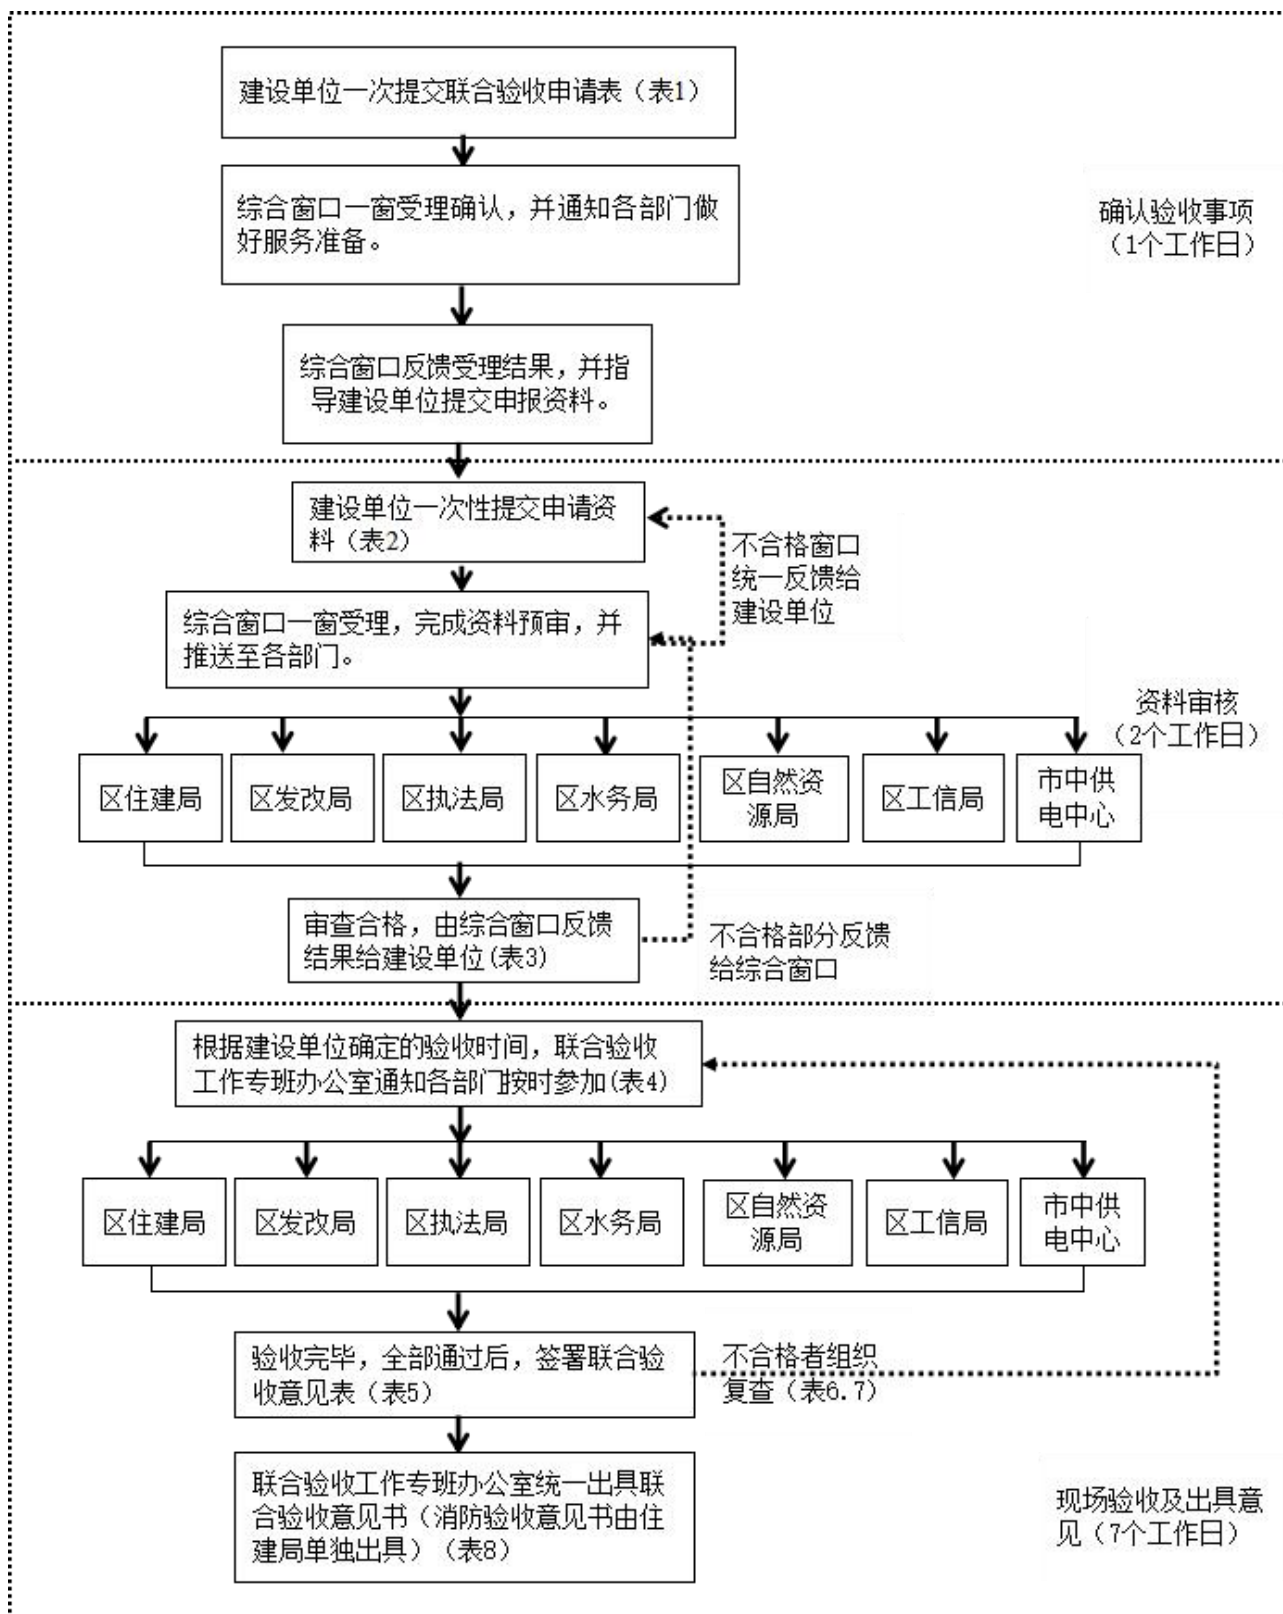 建设单位一次提交联合验收申请表（表1）
综合窗口一窗受理确认，并通知各部门做
好服务准备。
确认验收事项
（1个工作日）
综合窗口反馈受理结果，并指
导建设单位提交申报资料。
建设单位一次性提交申请资
料（表2）
不合格窗口
统一反馈给
建设单位
综合窗口一窗受理，完成资料预审，并
推送至各部门。
资料审核
（2个工作日）
区住建局
区发改局
区执法局
区水务局
区自然资
源局
区工信局
市中供
电中心
审查合格，由综合窗口反馈
结果给建设单位(表3)
不合格部分反馈
给综合窗口
根据建设单位确定的验收时间，联合验收
工作专班办公室通知各部门按时参加(表4)
区住建局
区发改局
区执法局
区水务局
区自然资
源局
区工信局
市中供
电中心
验收完毕，全部通过后，签署联合验
收意见表（表5）
不合格者组织
复查（表6.7）
联合验收工作专班办公室统一出具联
合验收意见书（消防验收意见书由住
建局单独出具）（表8）
现场验收及出具意
见（7个工作日）